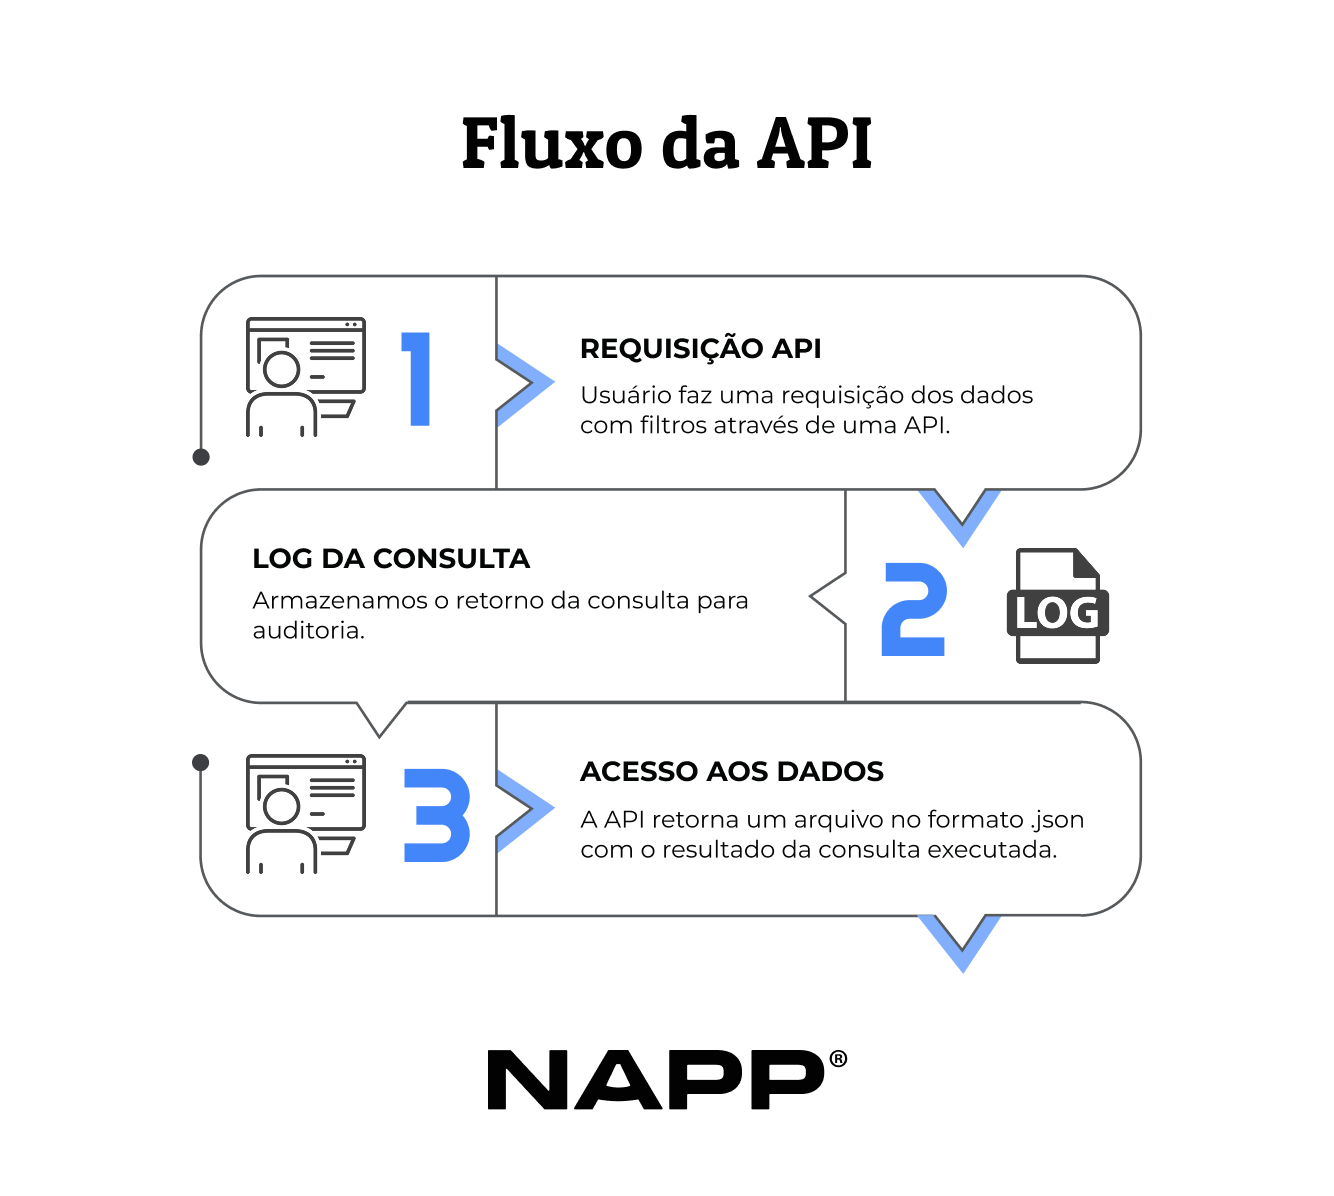 Fluxo da API
1
REQUISIÇÃO API
Usuário faz uma requisição dos dados
com filtros através de uma API.
LOG DA CONSULTA
Armazenamos o retorno da consulta para
auditoria.
2
LOG
3
ACESSO AOS DADOS
A API retorna um arquivo no formato .json
com o resultado da consulta executada.
NAPP®